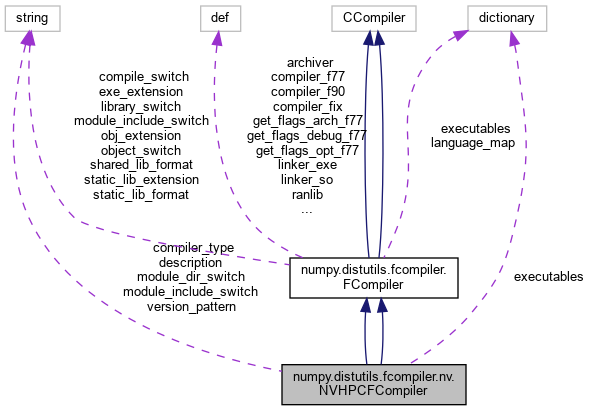 string
def
CCompiler
dictionary
compile_switch
exe_extension
library_switch
module_include_switch
obj_extension
object_switch
shared_lib_format
static_lib_extension
static_lib_format
archiver
compiler_f77
compiler_f90
compiler_fix
get_flags_arch_f77
get_flags_debug_f77
get_flags_opt_f77
linker_exe
linker_so
ranlib
...
executables
language_map
numpy.distutils.fcompiler.
FCompiler
compiler_type
description
module_dir_switch
module_include_switch
version_pattern
executables
numpy.distutils.fcompiler.nv.
NVHPCFCompiler